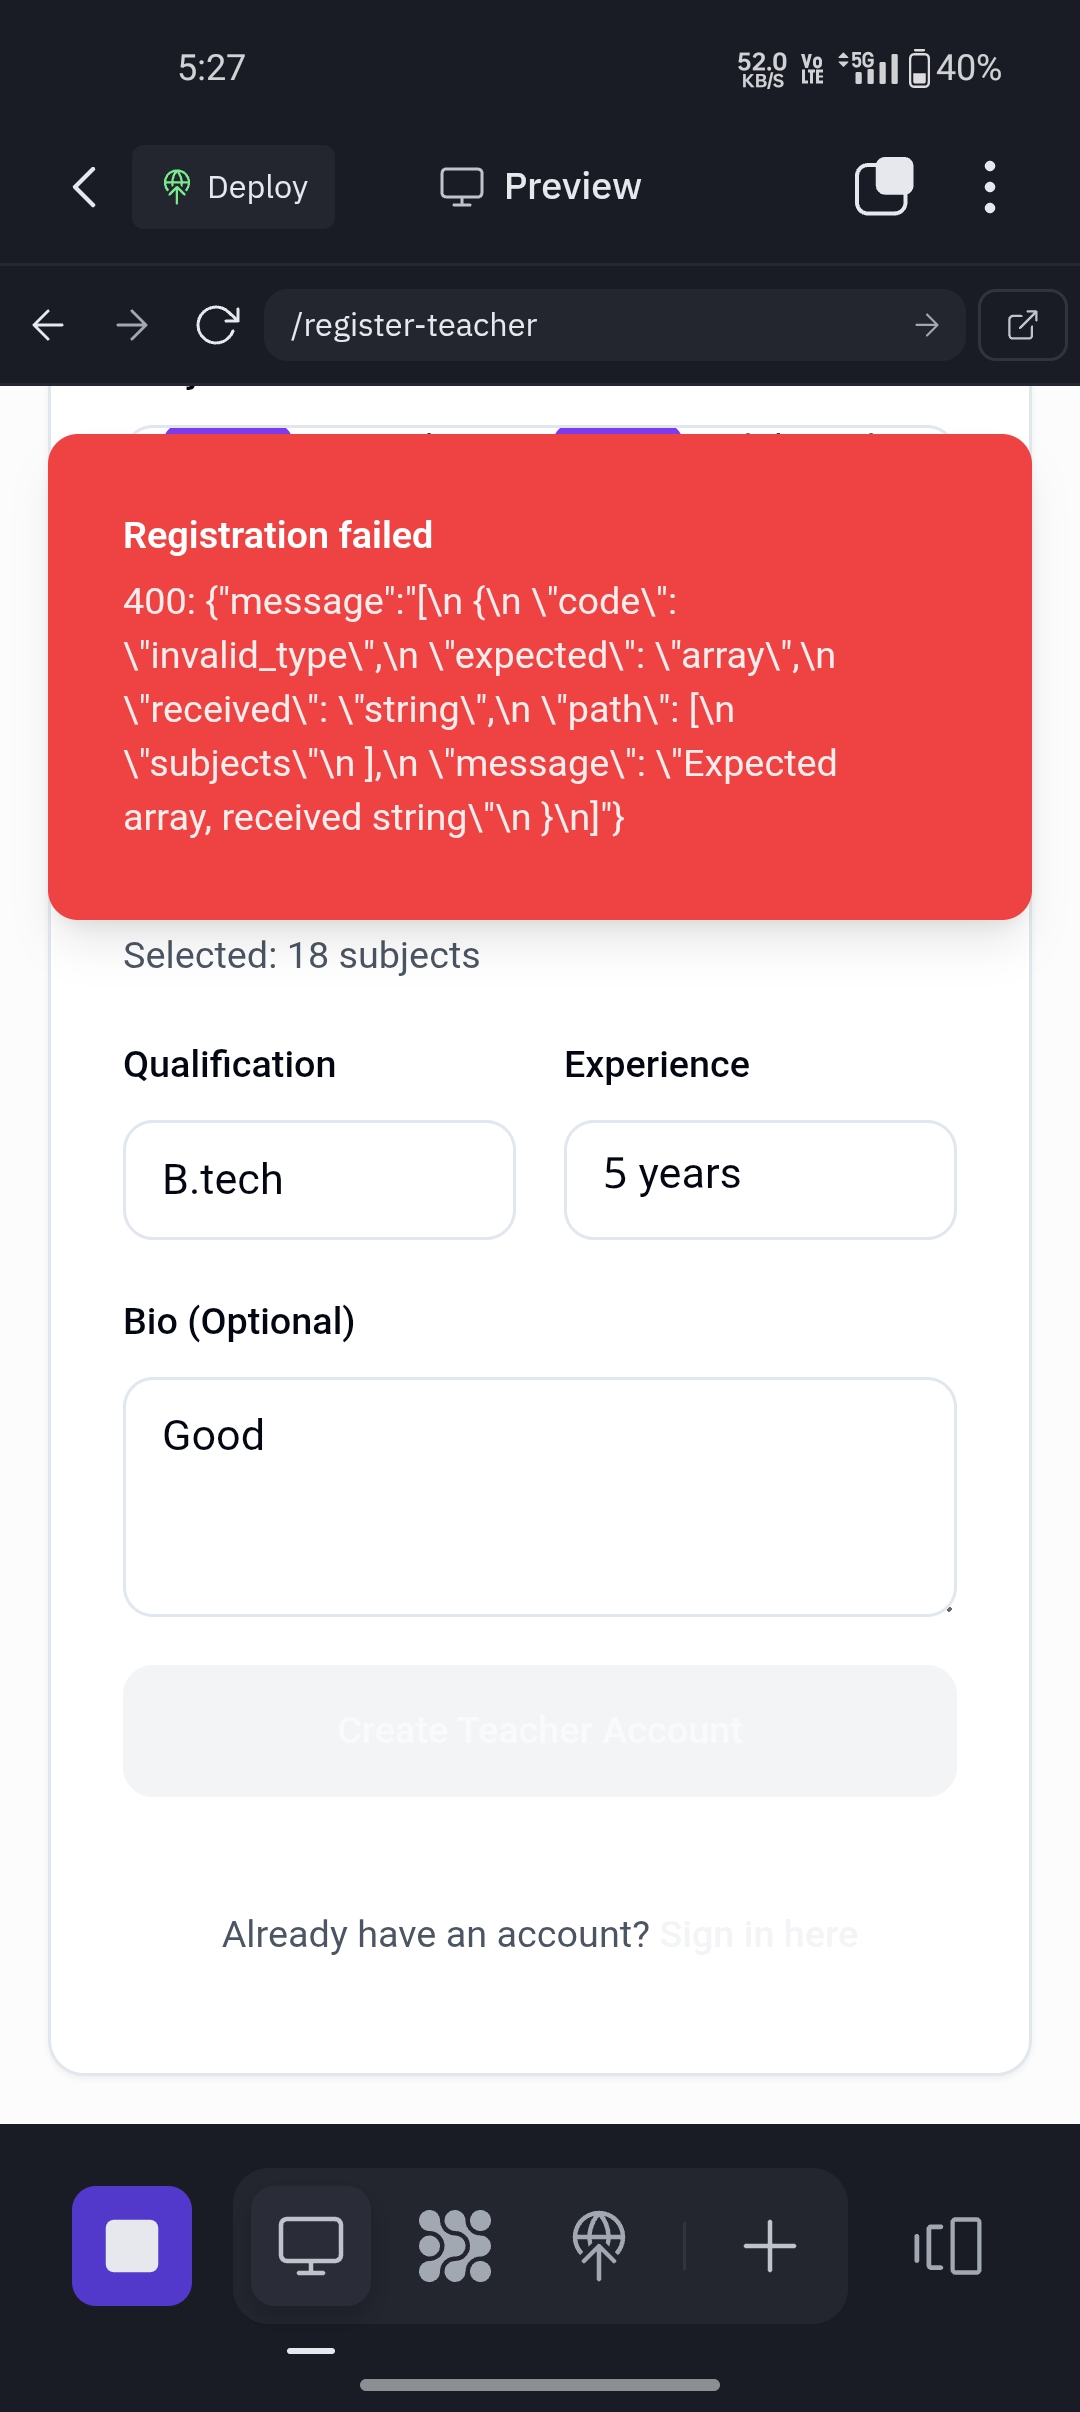 5:27
52.0 KB/S Vo LTE 5G 40%
Deploy
Preview
/register-teacher
Registration failed
400: {"message":"[\n {\n \"code\":
\"invalid_type\",\n \"expected\": \"array\",\n
\"received\": \"string\",\n \"path\": [\n
\"subjects\"\n ],\n \"message\": \"Expected
array, received string\"\n }\n]"}
Selected: 18 subjects
Qualification
Experience
B.tech
5 years
Bio (Optional)
Good
Create Teacher Account
Already have an account? Sign in here